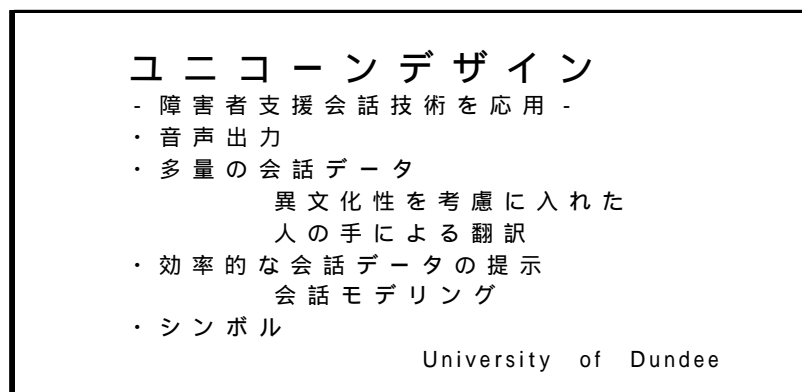 ユニコーンデザイン
- 障害者支援会話技術を応用 -
・音声出力
・多量の会話データ
異文化性を考慮に入れた
人の手による翻訳
・効率的な会話データの提示
会話モデリング
・シンボル
University of Dundee